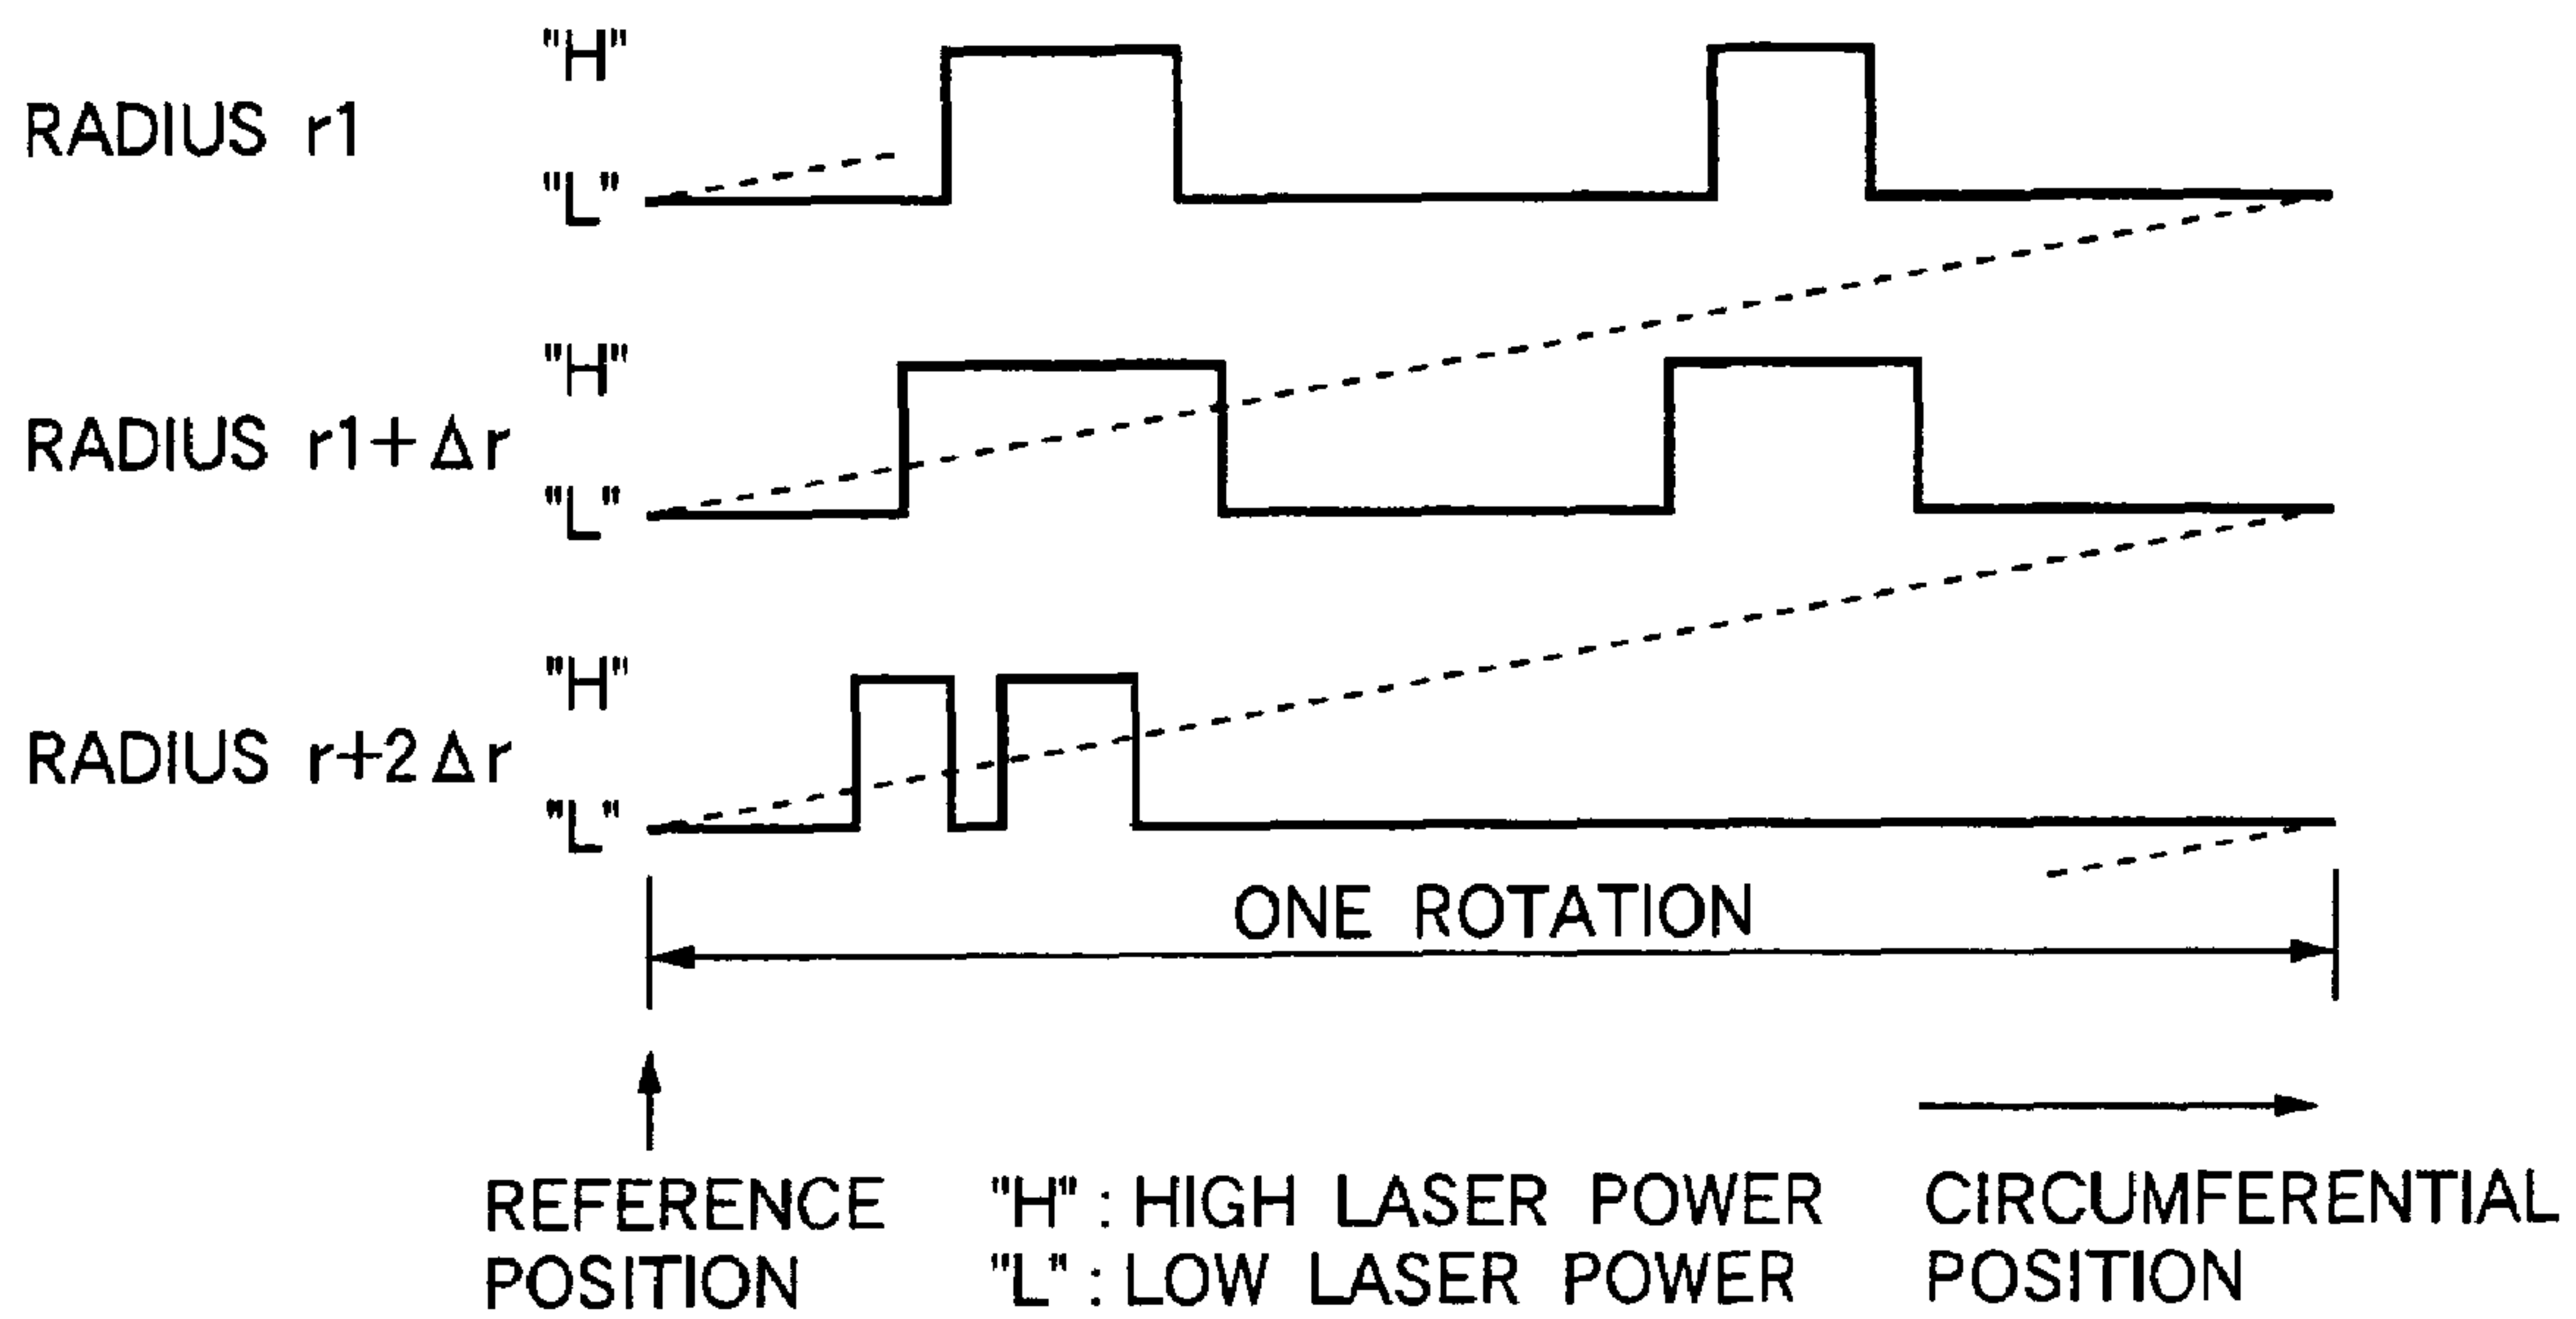 "H"
RADIUS r1
"L"
"H"
RADIUS r1+Δr
"L"
"H"
RADIUS r+2Δr
"L"
ONE ROTATION
REFERENCE POSITION
"H" : HIGH LASER POWER
"L" : LOW LASER POWER
CIRCUMFERENTIAL
POSITION